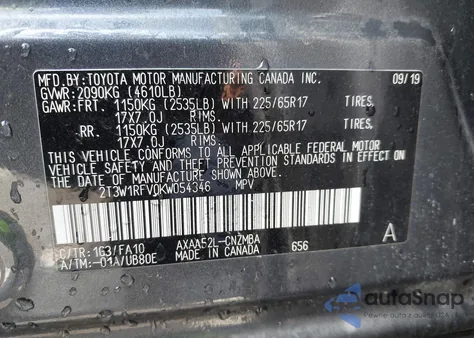 MFD.BY:TOYOTA MOTOR MANUFACTURING CANADA INC. 09/19
GVWR:2090KG (4610LB)
GAWR:FRT. 1150KG (2535LB) WITH 225/65R17 TIRES.
17X7.0J RIMS.
RR. 1150KG (2535LB) WITH 225/65R17 TIRES.
17X7.0J RIMS.
THIS VEHICLE CONFORMS TO ALL APPLICABLE FEDERAL MOTOR
VEHICLE SAFETY AND THEFT PREVENTION STANDARDS IN
EFFECT ON THE DATE OF MANUFACTURE SHOWN ABOVE.
2T3W1RFV0KW054346 MPV
C/TR:1G3/FA10 AXAA52L-CNZMBA 656 A
A/TM:-01A/UB80E MADE IN CANADA
autoSnap
Pewne auta z USA